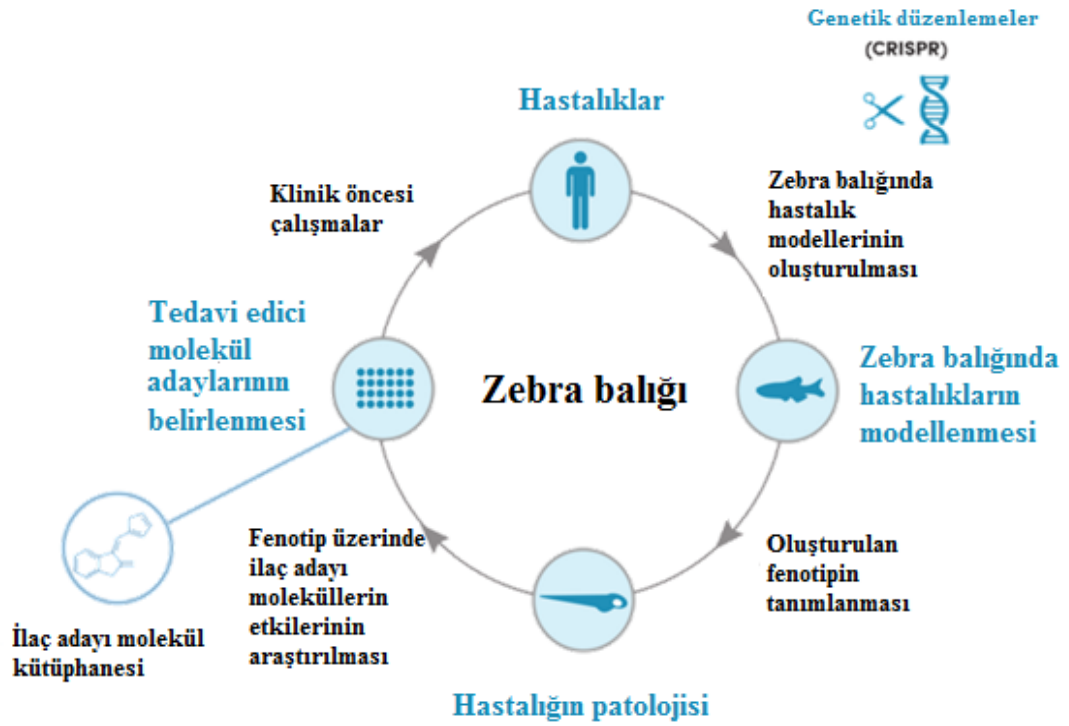 Genetik düzenlemeler
(CRISPR)
Hastalıklar
Klinik öncesi
çalışmalar
Zebra balığında
hastalık
modellerinin
oluşturulması
Tedavi edici
molekül
adaylarının
belirlenmesi
Zebra balığı
Zebra balığında
hastalıkların
modellenmesi
Fenotip üzerinde
ilaç adayı
moleküllerin
etkilerinin
araştırılması
Oluşturulan
fenotipin
tanımlanması
İlaç adayı molekül
kütüphanesi
Hastalığın patolojisi